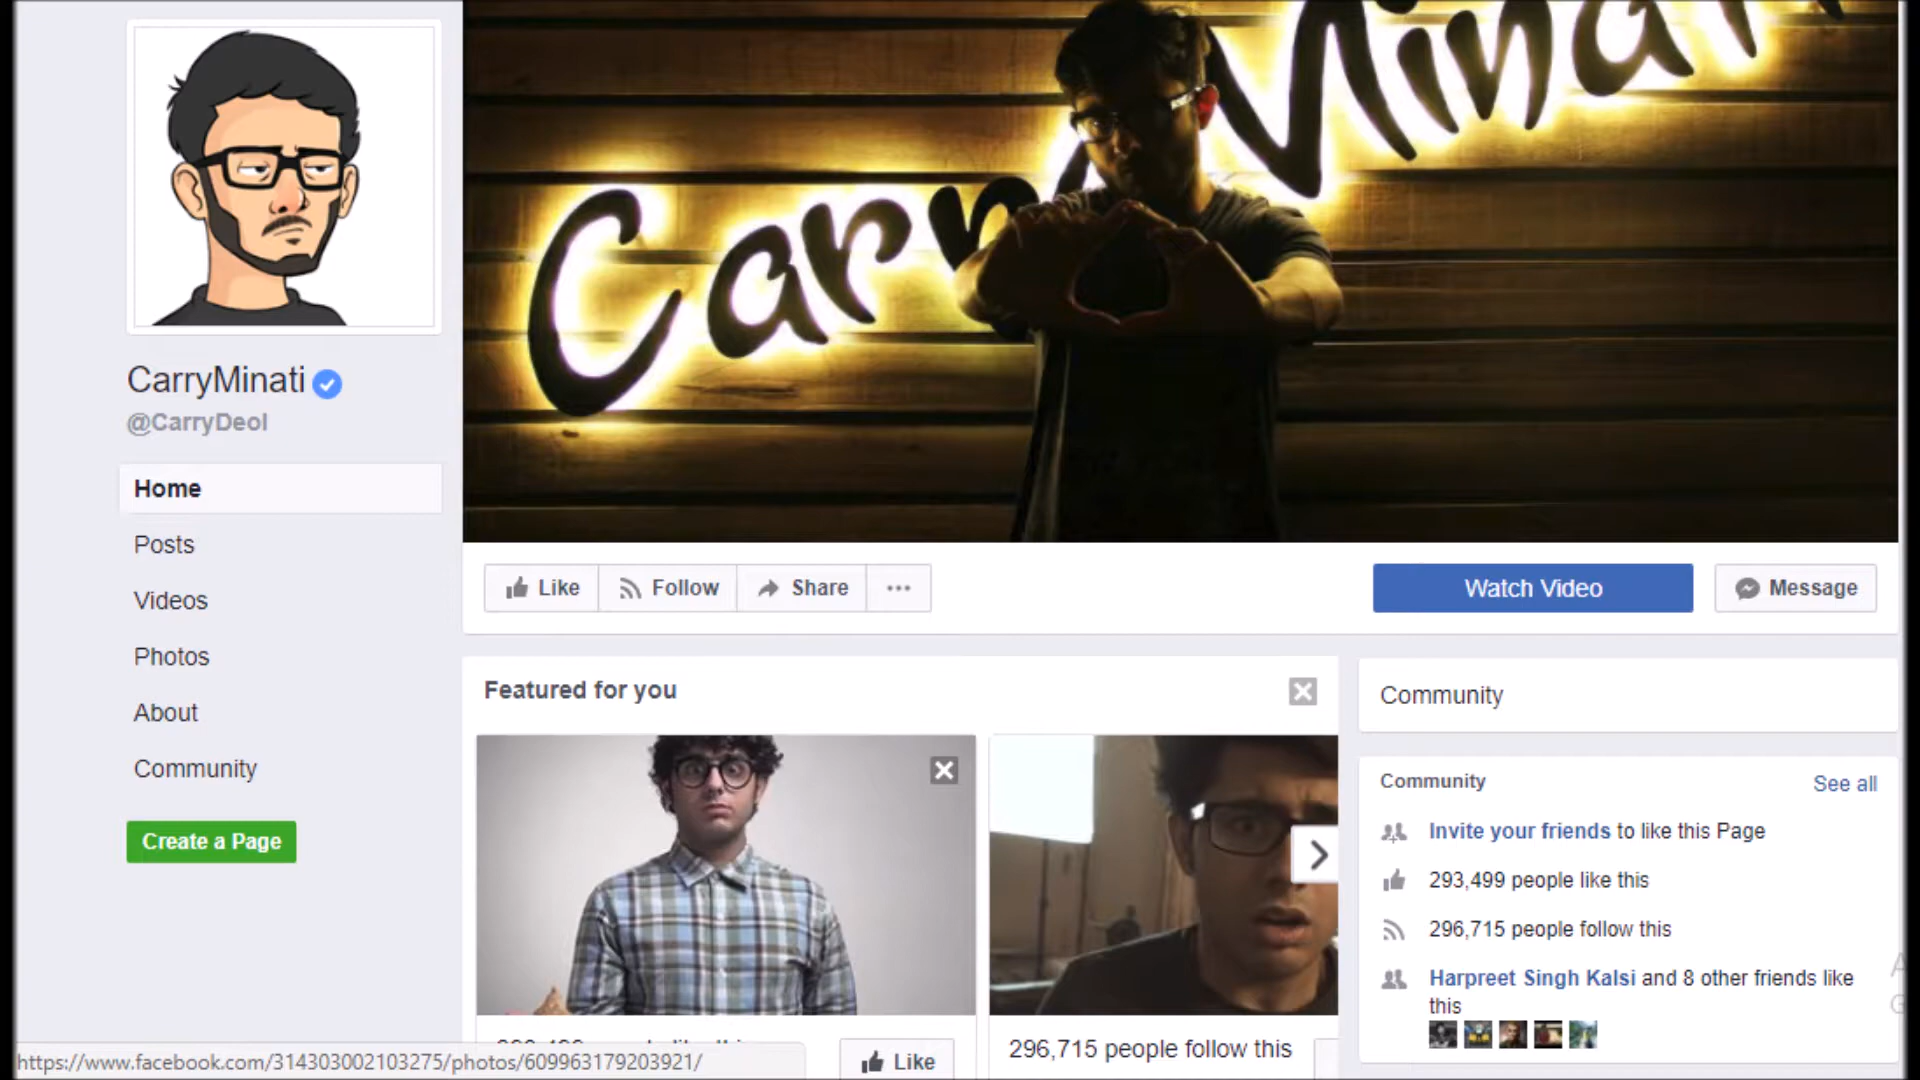 CarryMinati
CarryMinati
@CarryDeol
Home
Posts
Videos
Photos
About
Community
Create a Page
Like
Follow
Share
Watch Video
Message
Featured for you
296,715 people follow this
Like
Community
Community
See all
Invite your friends to like this Page
293,499 people like this
296,715 people follow this
Harpreet Singh Kalsi and 8 other friends like
this
https://www.facebook.com/314303002103275/photos/609963179203921/